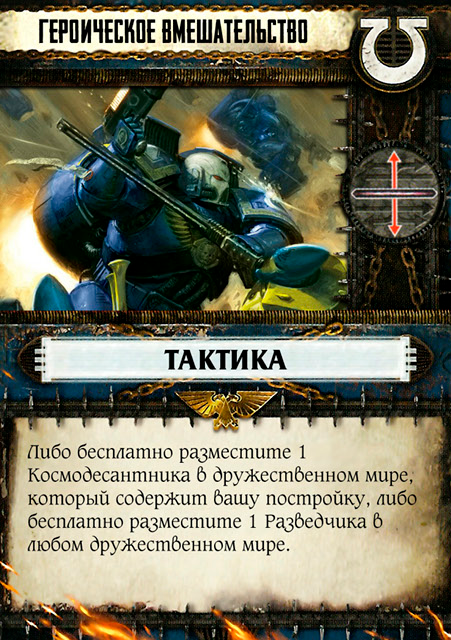 ГЕРОИЧЕСКОЕ ВМЕШАТЕЛЬСТВО
ТАКТИКА
Либо бесплатно разместите 1
Космодесантника в дружественном мире,
который содержит вашу постройку, либо
бесплатно разместите 1 Разведчика в
любом дружественном мире.